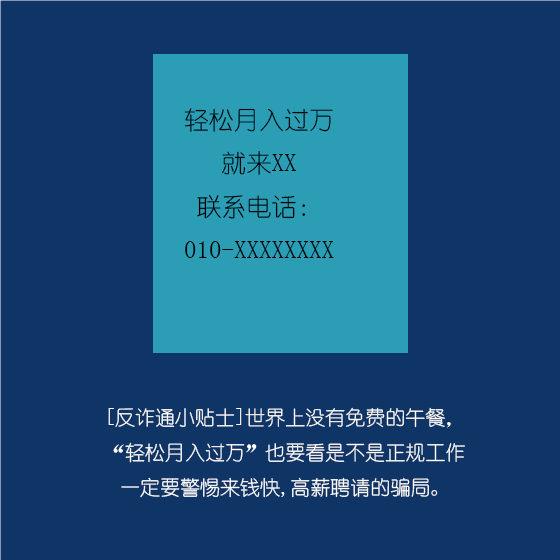 轻松月入过万
就来XX
联系电话:
010-XXXXXXXX
[反诈通小贴士]世界上没有免费的午餐,
“轻松月入过万”也要看是不是正规工作
一定要警惕来钱快,高薪聘请的骗局。